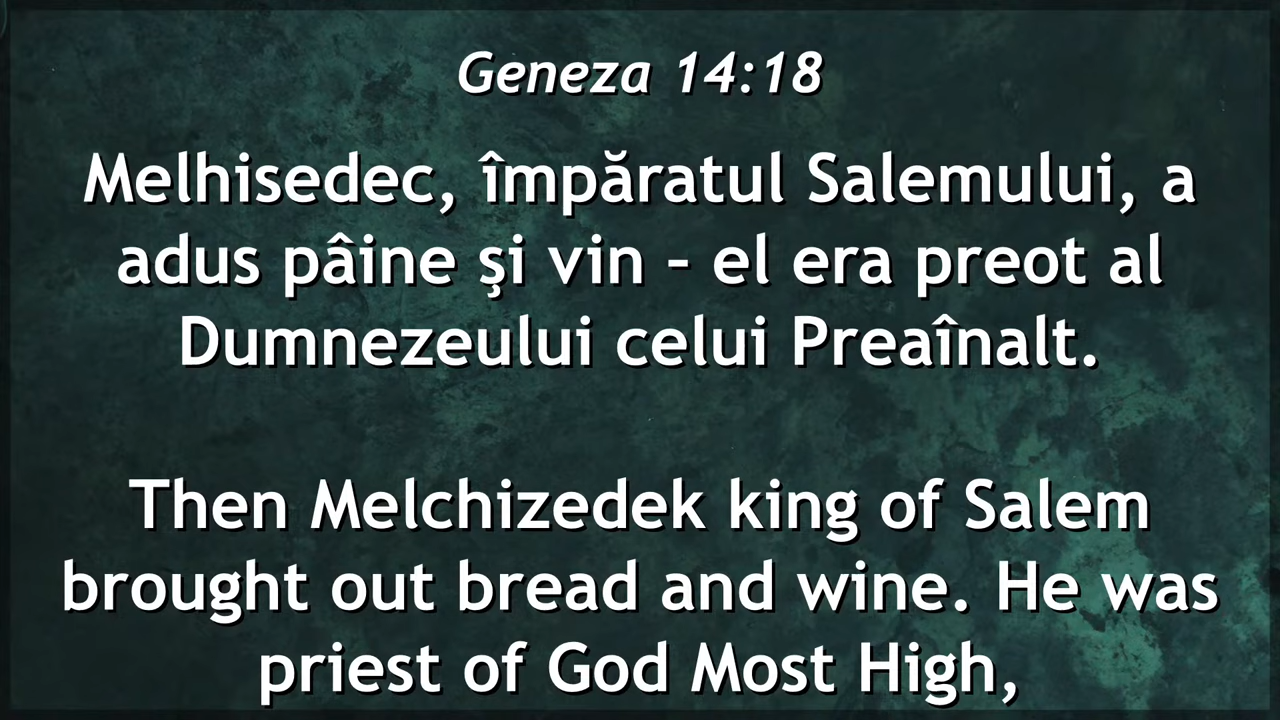 Geneza 14:18
Melhisedec, împăratul Salemului, a
adus pâine şi vin – el era preot al
Dumnezeului celui Preaînalt.
Then Melchizedek king of Salem
brought out bread and wine. He was
priest of God Most High,